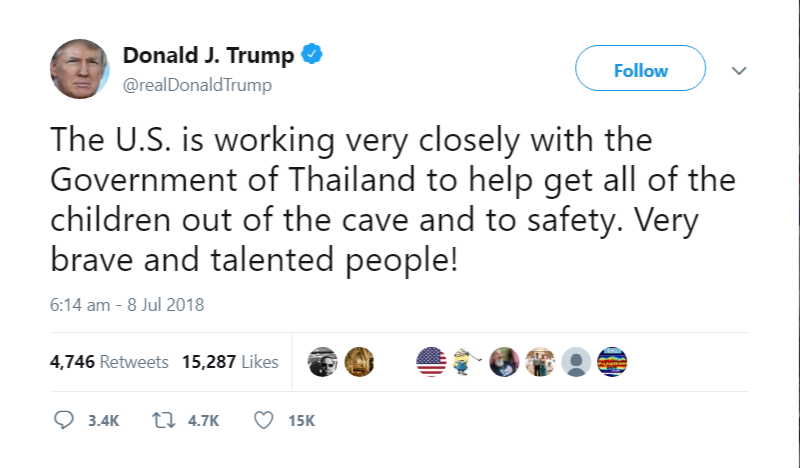 Donald J. Trump
@realDonaldTrump
Follow
The U.S. is working very closely with the
Government of Thailand to help get all of the
children out of the cave and to safety. Very
brave and talented people!
6:14 am - 8 Jul 2018
4,746 Retweets 15,287 Likes
3.4K 4.7K 15K